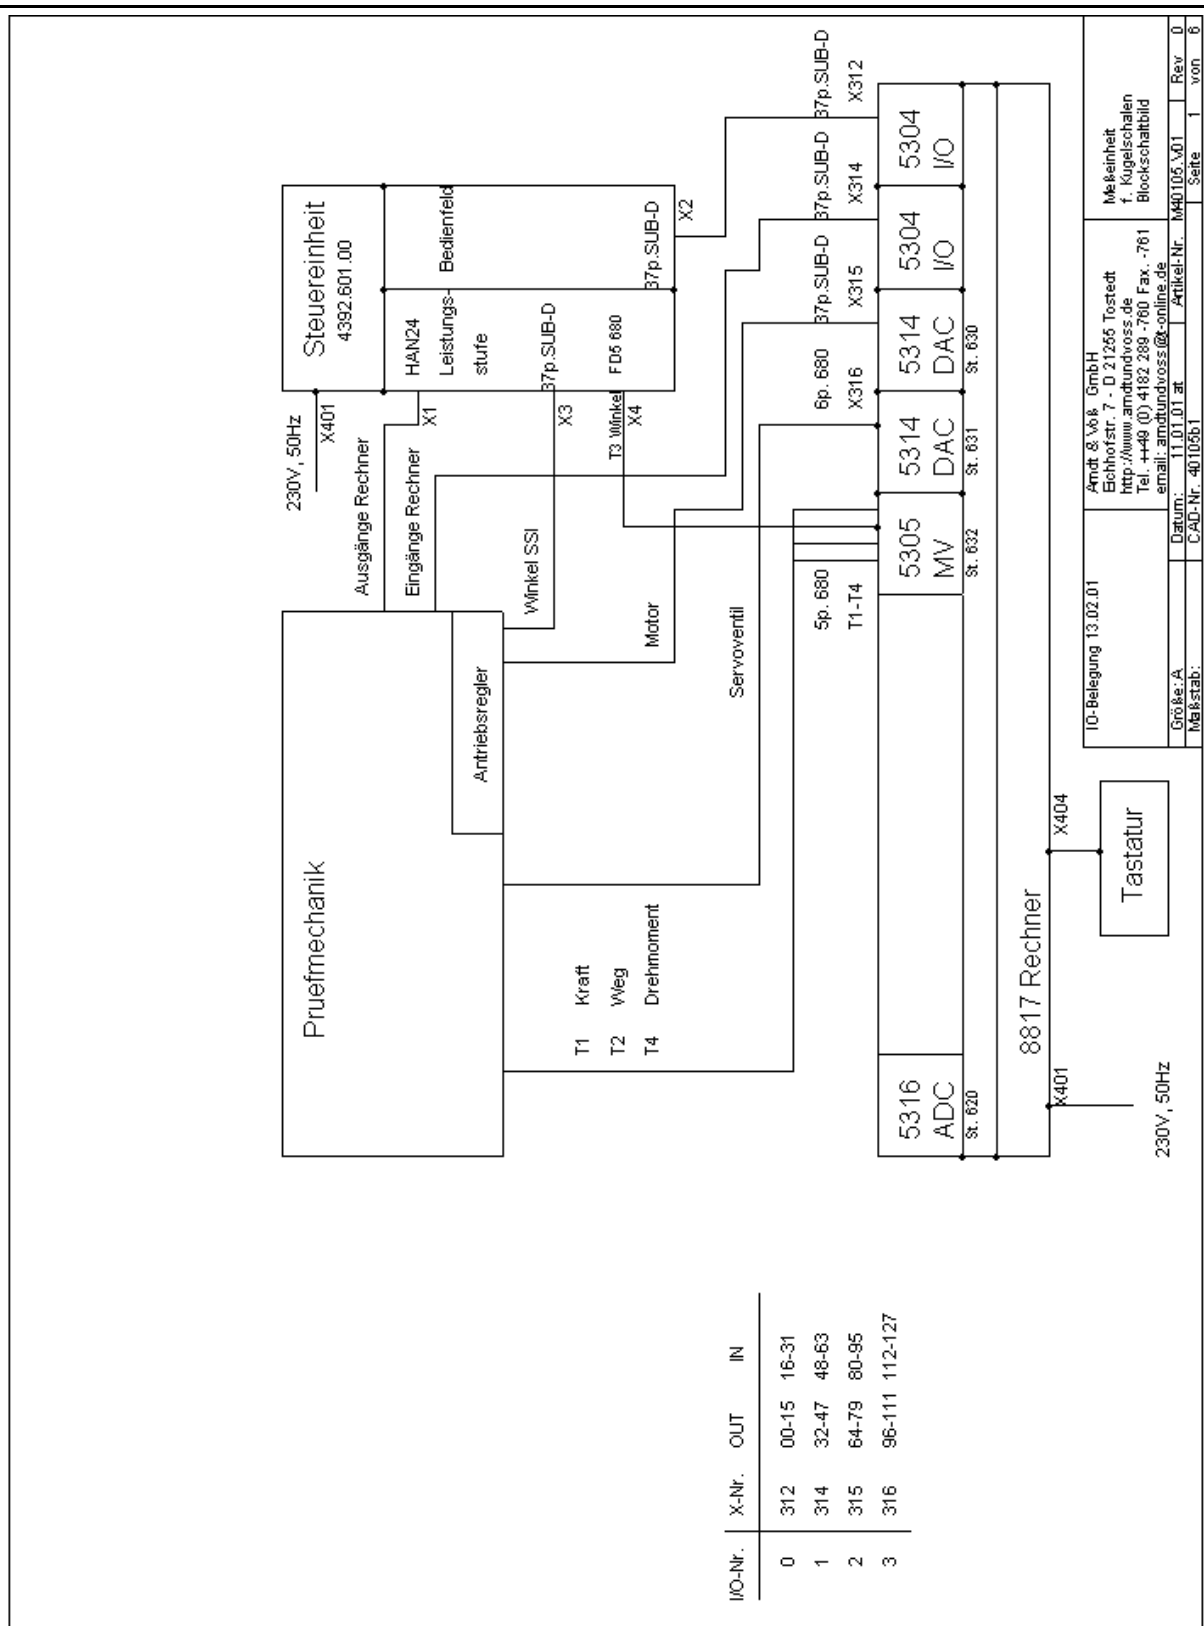 Pruefmechanik
Antriebsregler
Steuereinheit
4392.601.00
230V, 50Hz
X401
HAN24
Leistungs-
stufe
Bedienfeld
37p.SUB-D
FD5 680
37p.SUB-D
X1
X3
X4
X2
T3 Winkel
Ausgänge Rechner
Eingänge Rechner
Winkel SSI
Motor
Servoventil
T1 Kraft
T2 Weg
T4 Drehmoment
5p. 680
T1-T4
6p. 680
X316
37p.SUB-D
X315
37p.SUB-D
X314
37p.SUB-D
X312
5316
ADC
St. 620
5305
MV
St. 632
5314
DAC
St. 631
5314
DAC
St. 630
5304
I/O
5304
I/O
8817 Rechner
X401
230V, 50Hz
X404
Tastatur
I/O-Nr. X-Nr. OUT IN
0 312 00-15 16-31
1 314 32-47 48-63
2 315 64-79 80-95
3 316 96-111 112-127
IO-Belegung 13.02.01
Arndt & Voß GmbH
Eichhofstr. 7 - D 21255 Tostedt
http://www.arndtundvoss.de
Tel. ++49 (0) 4182 289 -760 Fax. -761
email: arndtundvoss@t-online.de
Meßeinheit
f. Kugelschalen
Blockschaltbild
Größe: A
Datum: 11.01.01 at
Artikel-Nr. M40105.V01
Rev 0
Maßstab:
CAD-Nr. 40105b1
Seite 1 von 6